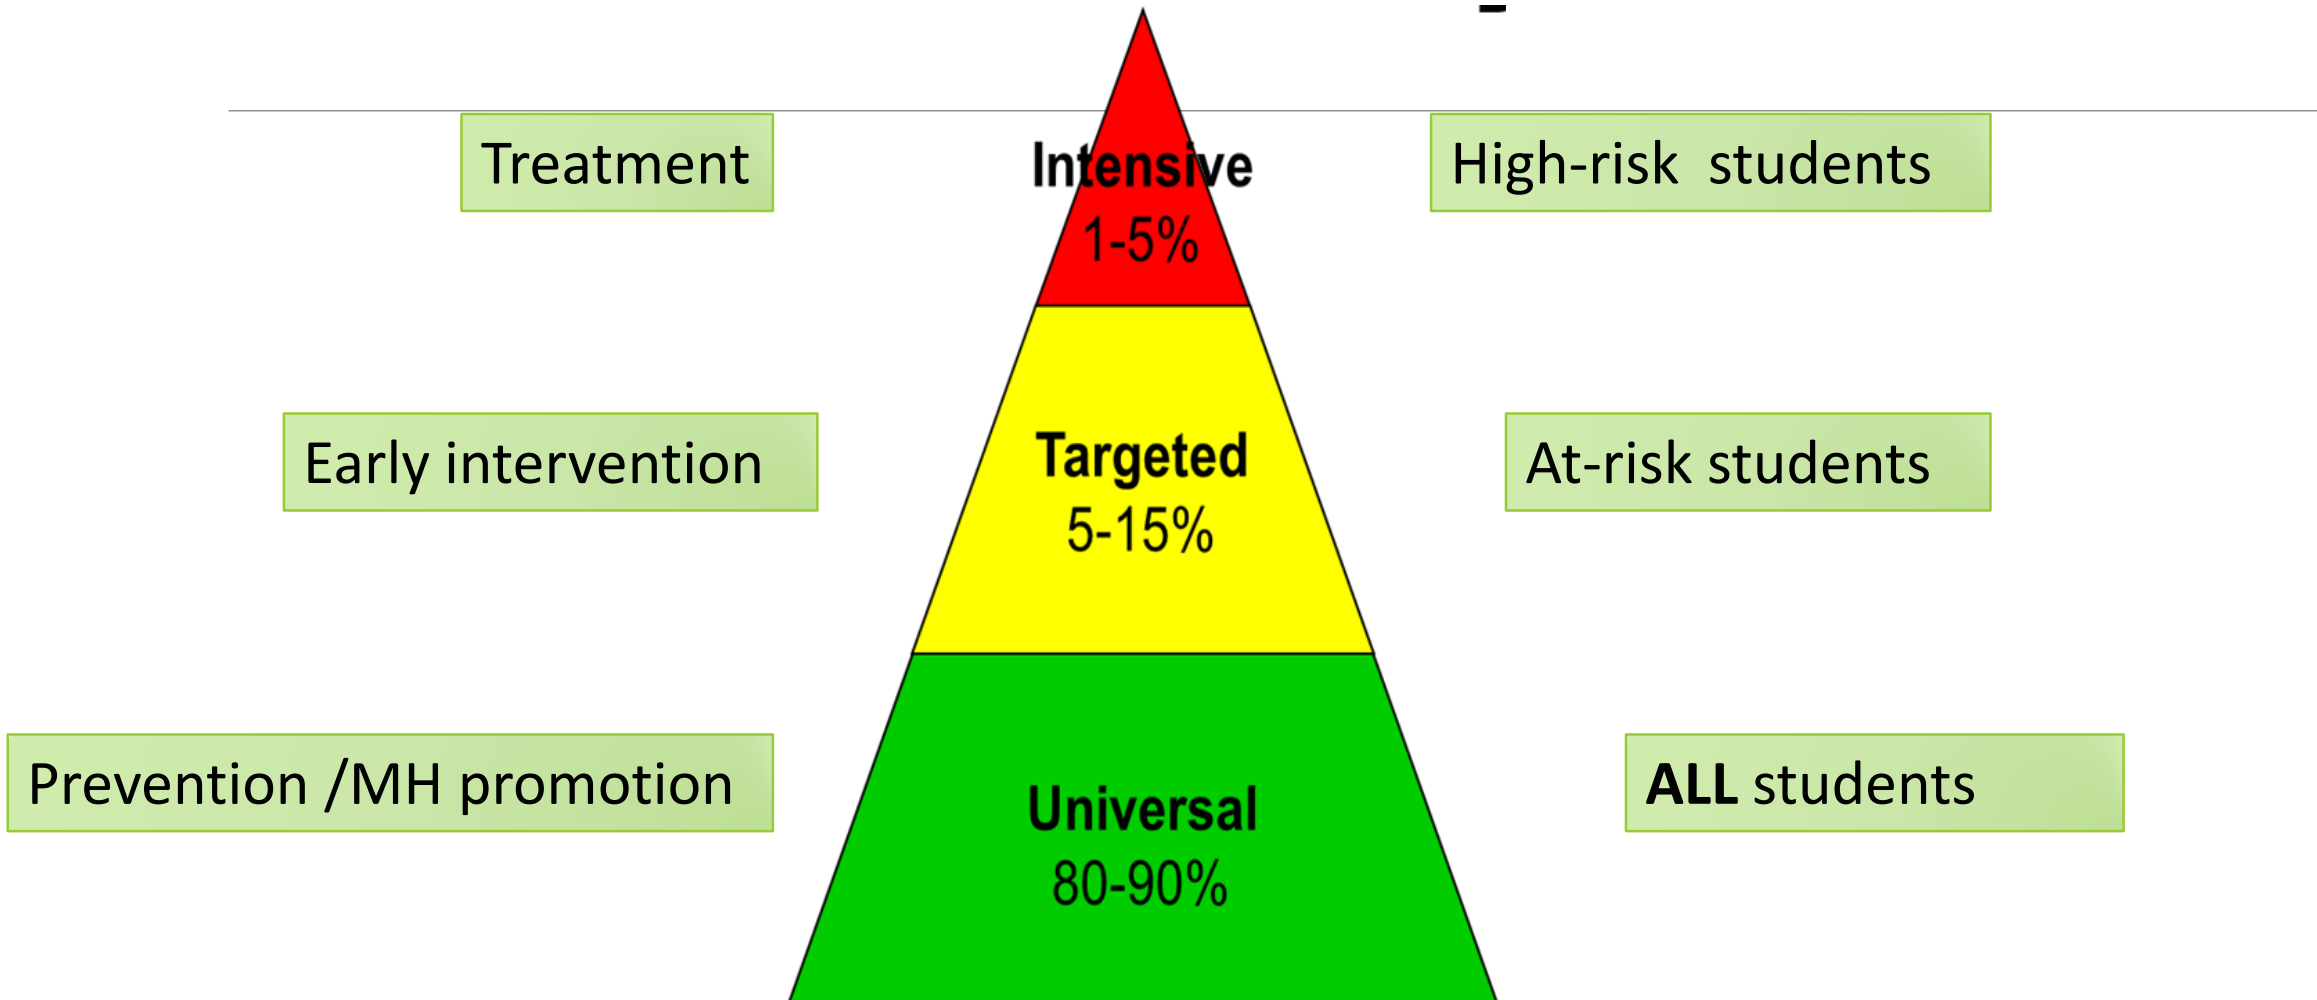 Treatment
Intensive
1-5%
High-risk  students
Early intervention
Targeted
5-15%
At-risk students
Prevention /MH promotion
Universal
80-90%
ALL students